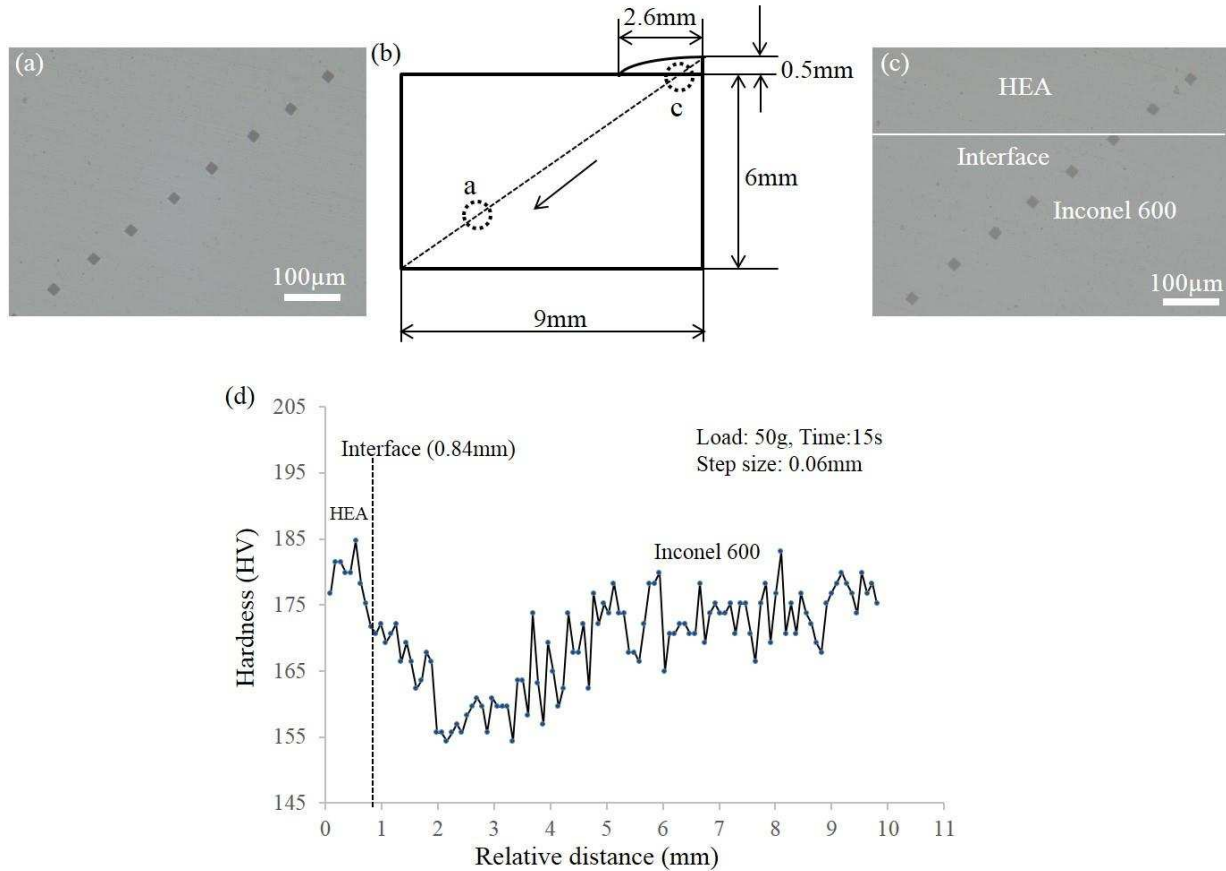 (a)
100µm
(b)
2.6mm
0.5mm
c
a
6mm
9mm
(c)
HEA
Interface
Inconel 600
100µm
(d)
205
195
185
175
165
155
145
Hardness (HV)
Interface (0.84mm)
HEA
Load: 50g, Time:15s
Step size: 0.06mm
Inconel 600
0 1 2 3 4 5 6 7 8 9 10 11
Relative distance (mm)